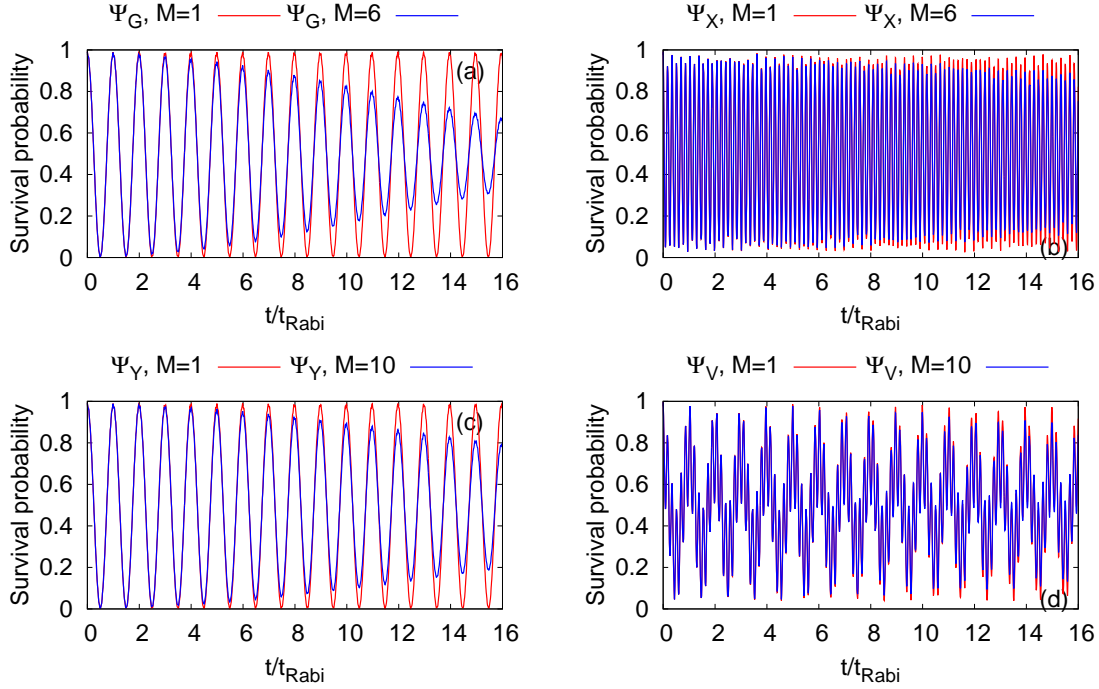 Ψ_G, M=1 Ψ_G, M=6
Survival probability
1
0.8
0.6
0.4
0.2
0
(a)
0 2 4 6 8 10 12 14 16
t/t_Rabi
Ψ_X, M=1 Ψ_X, M=6
Survival probability
1
0.8
0.6
0.4
0.2
0
(b)
0 2 4 6 8 10 12 14 16
t/t_Rabi
Ψ_Y, M=1 Ψ_Y, M=10
Survival probability
1
0.8
0.6
0.4
0.2
0
(c)
0 2 4 6 8 10 12 14 16
t/t_Rabi
Ψ_V, M=1 Ψ_V, M=10
Survival probability
1
0.8
0.6
0.4
0.2
0
(d)
0 2 4 6 8 10 12 14 16
t/t_Rabi